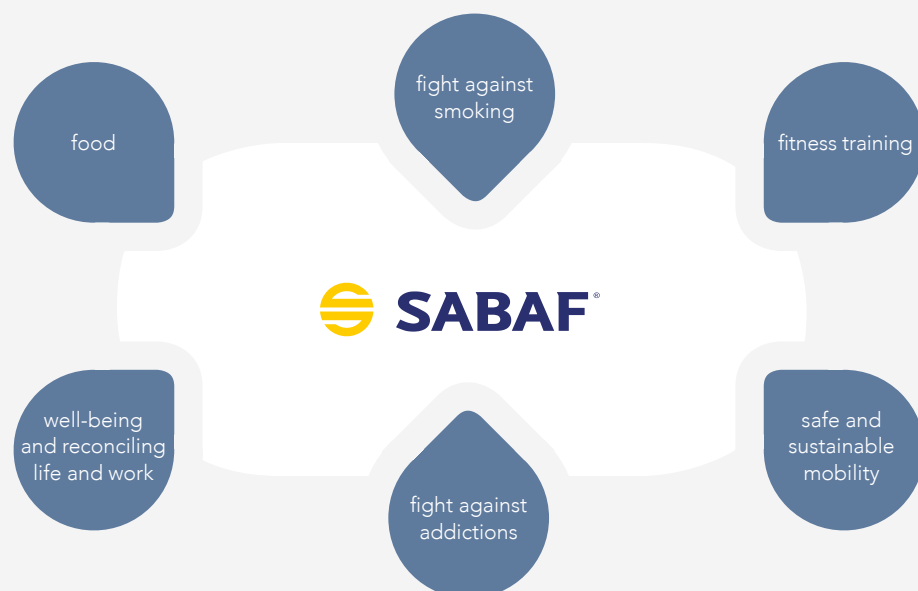 fight against
smoking
food
fitness training
SABAF®
well-being
and reconciling
life and work
safe and
sustainable
mobility
fight against
addictions